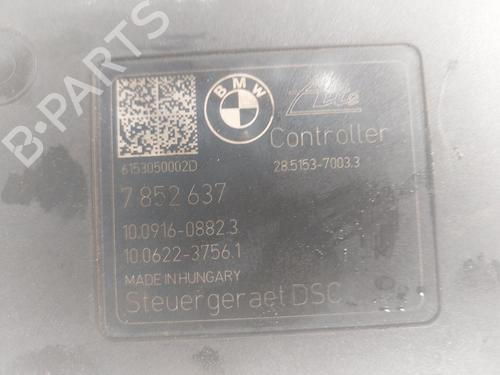 BMW
Ate
Controller
6153050002D
28.5153-7003.3
7 852 637
10.0916-0882.3
10.0622-3756.1
MADE IN HUNGARY
Steuergeraet DSC
B-PARTS